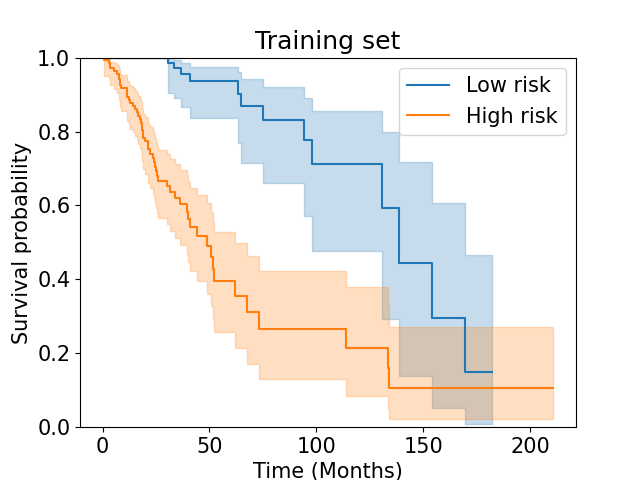 Training set
Low risk
High risk
Survival probability
1.0
0.8
0.6
0.4
0.2
0.0
0
50
100
150
200
Time (Months)